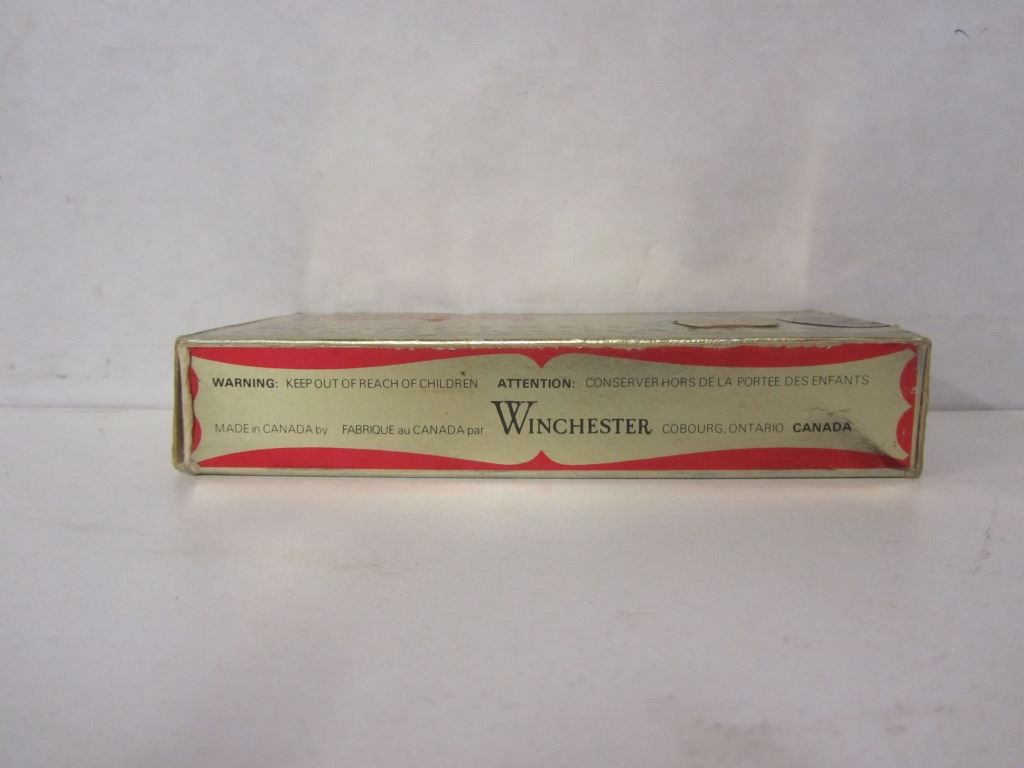 WARNING: KEEP OUT OF REACH OF CHILDREN ATTENTION: CONSERVER HORS DE LA PORTEE DES ENFANTS
MADE in CANADA by FABRIQUE au CANADA par WINCHESTER COBOURG, ONTARIO CANADA